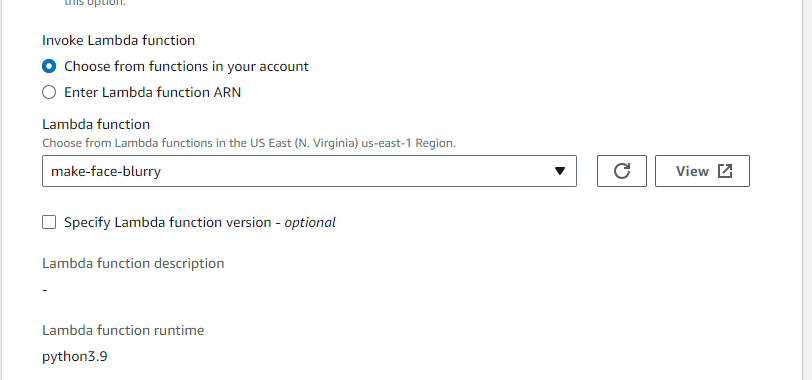 this option.
Invoke Lambda function
Choose from functions in your account
Enter Lambda function ARN
Lambda function
Choose from Lambda functions in the US East (N. Virginia) us-east-1 Region.
make-face-blurry
View
Specify Lambda function version - optional
Lambda function description
-
Lambda function runtime
python3.9